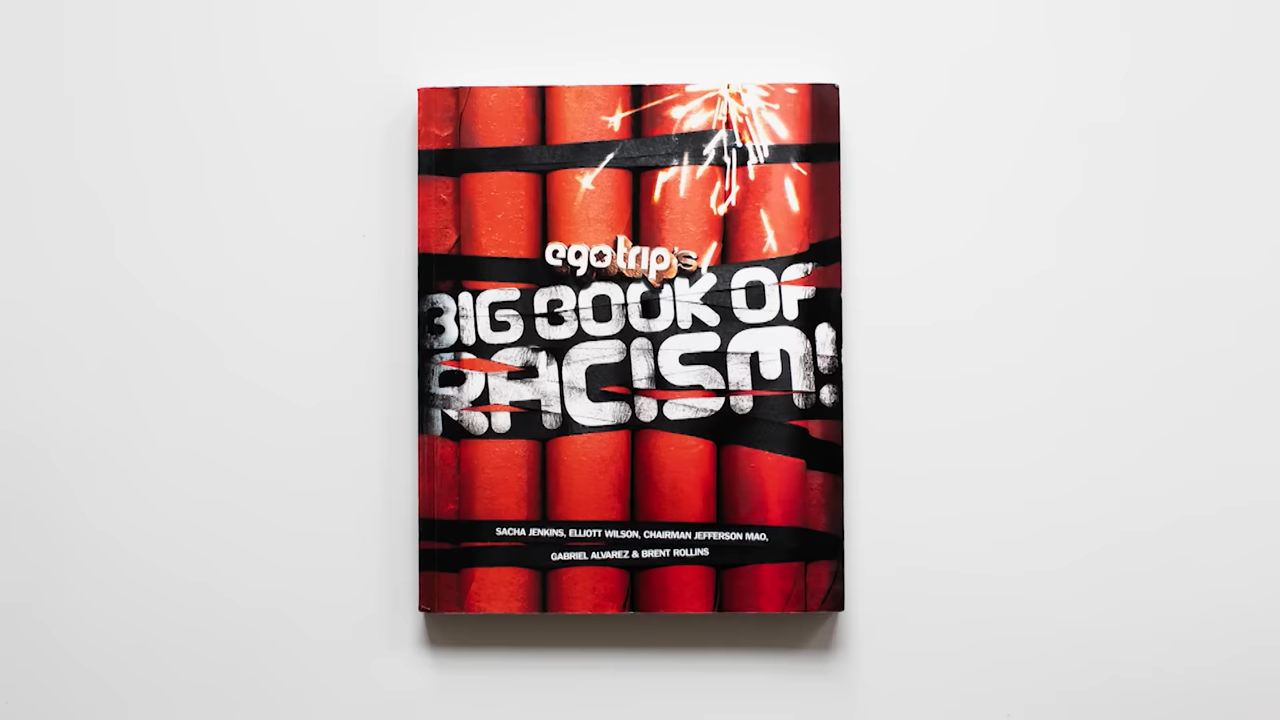 egotrip's
BIG BOOK OF
RACISM!
SACHA JENKINS, ELLIOTT WILSON, CHAIRMAN JEFFERSON MAO,
GABRIEL ALVAREZ & BRENT ROLLINS